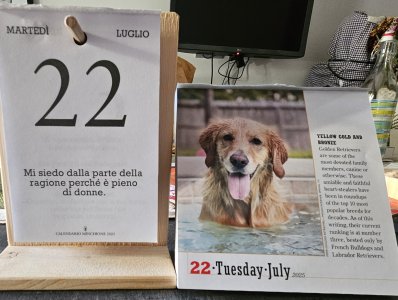 MARTEDÌ LUGLIO
22
Mi siedo dalla parte della
ragione perché è pieno
di donne.
YELLOW GOLD AND
BRONZE
Golden Retrievers
are some of the
most devoted family
members, canine or
otherwise. These
amiable and faithful
heart-stealers have
been in roundups
of the top 10 most
popular breeds for
decades. As of this
writing, their current
ranking is at number
three, bested only by
French Bulldogs and
Labrador Retrievers.
22·Tuesday·July
2025